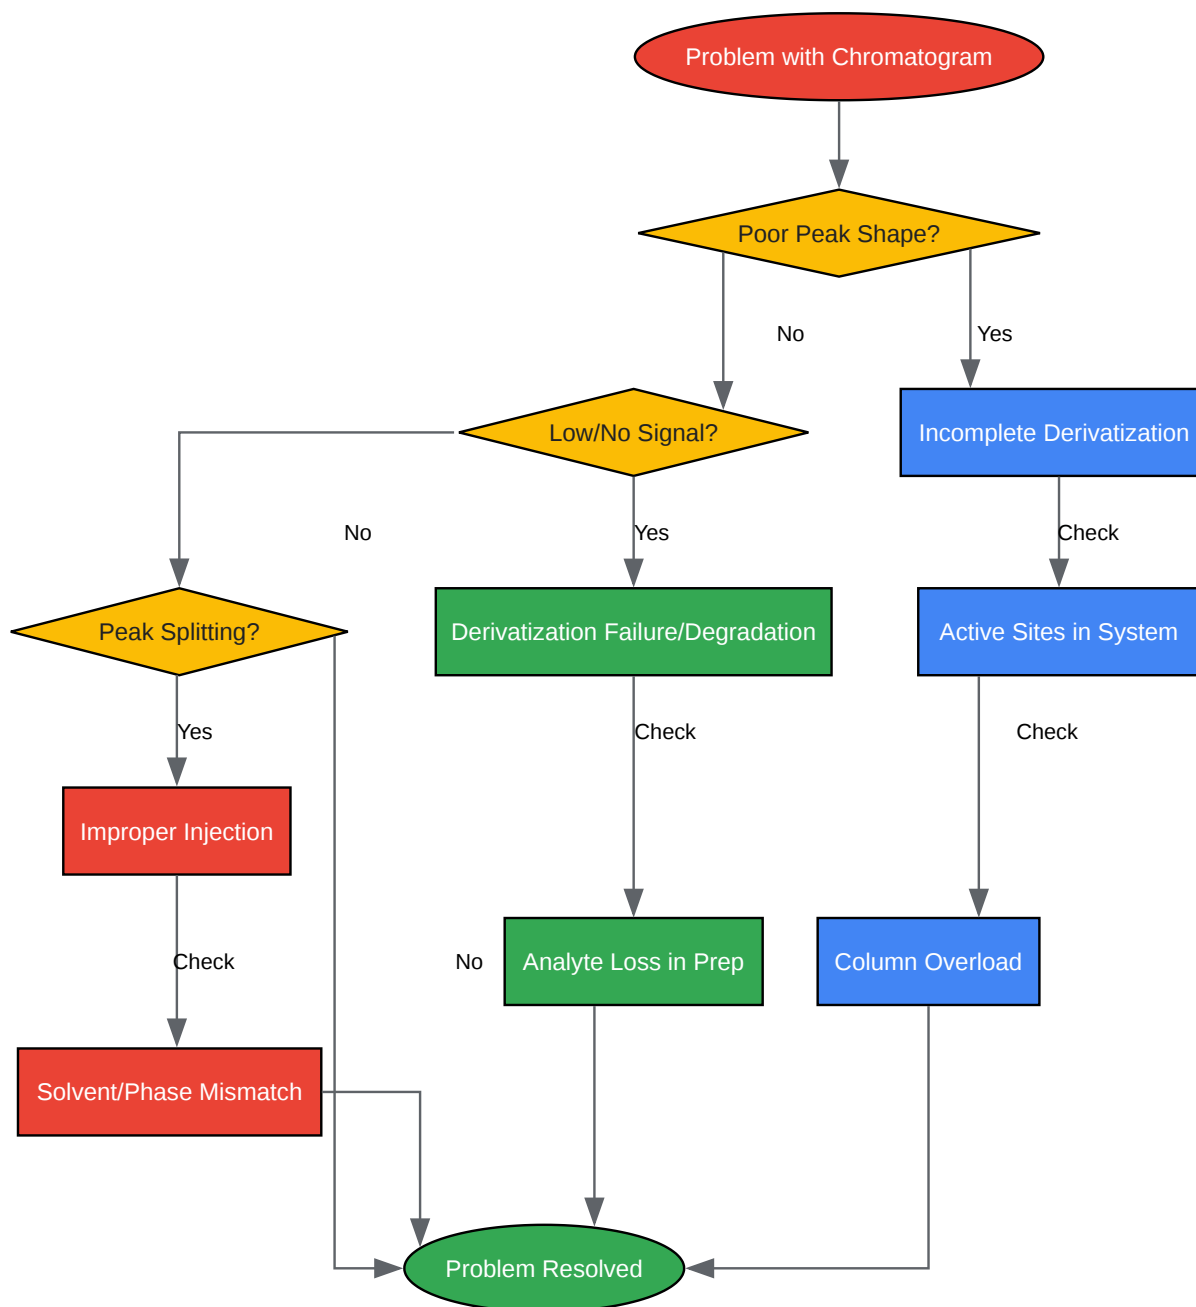 Problem with Chromatogram
Poor Peak Shape?
No
Yes
Low/No Signal?
Incomplete Derivatization
No
Yes
Check
Peak Splitting?
Derivatization Failure/Degradation
Active Sites in System
Yes
Check
Check
Improper Injection
Check
No
Analyte Loss in Prep
Column Overload
Solvent/Phase Mismatch
Problem Resolved